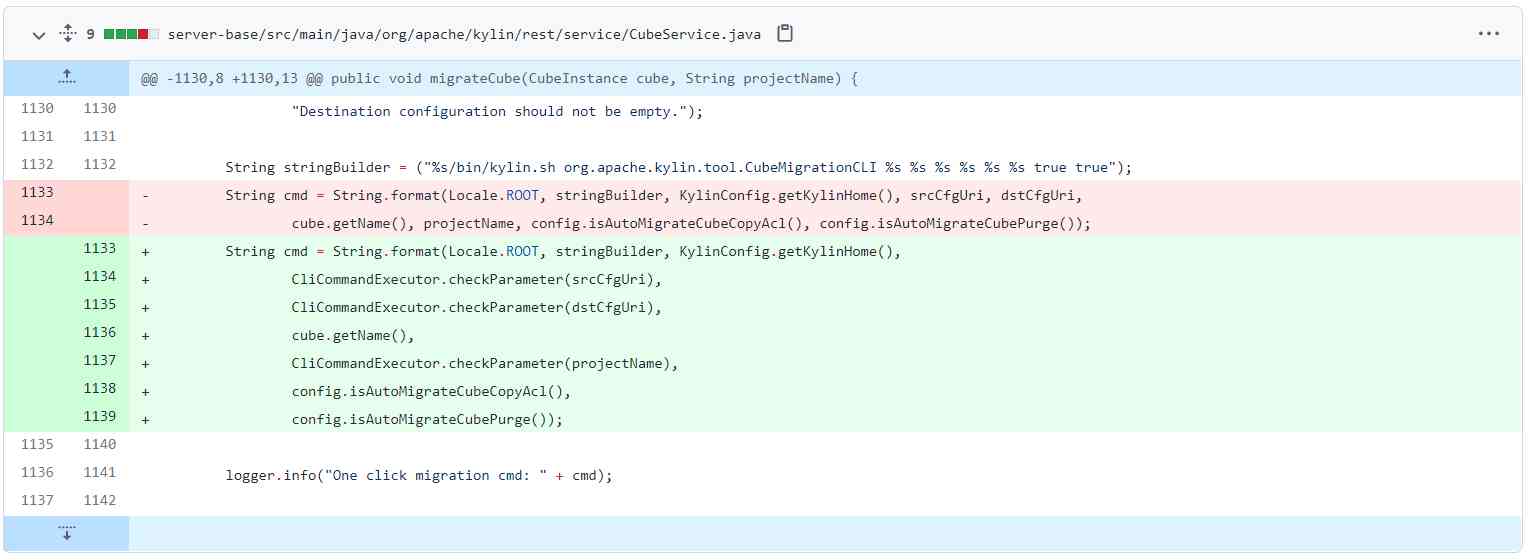 9 server-base/src/main/java/org/apache/kylin/rest/service/CubeService.java
@@ -1130,8 +1130,13 @@ public void migrateCube(CubeInstance cube, String projectName) {
1130 1130 "Destination configuration should not be empty.");
1131 1131
1132 1132 String stringBuilder = ("%s/bin/kylin.sh org.apache.kylin.tool.CubeMigrationCLI %s %s %s %s %s %s true true");
1133 - String cmd = String.format(Locale.ROOT, stringBuilder, KylinConfig.getKylinHome(), srcCfgUri, dstCfgUri,
1134 - cube.getName(), projectName, config.isAutoMigrateCubeCopyAcl(), config.isAutoMigrateCubePurge());
1133 + String cmd = String.format(Locale.ROOT, stringBuilder, KylinConfig.getKylinHome(),
1134 + CliCommandExecutor.checkParameter(srcCfgUri),
1135 + CliCommandExecutor.checkParameter(dstCfgUri),
1136 + cube.getName(),
1137 + CliCommandExecutor.checkParameter(projectName),
1138 + config.isAutoMigrateCubeCopyAcl(),
1139 + config.isAutoMigrateCubePurge());
1135 1140
1136 1141 logger.info("One click migration cmd: " + cmd);
1137 1142